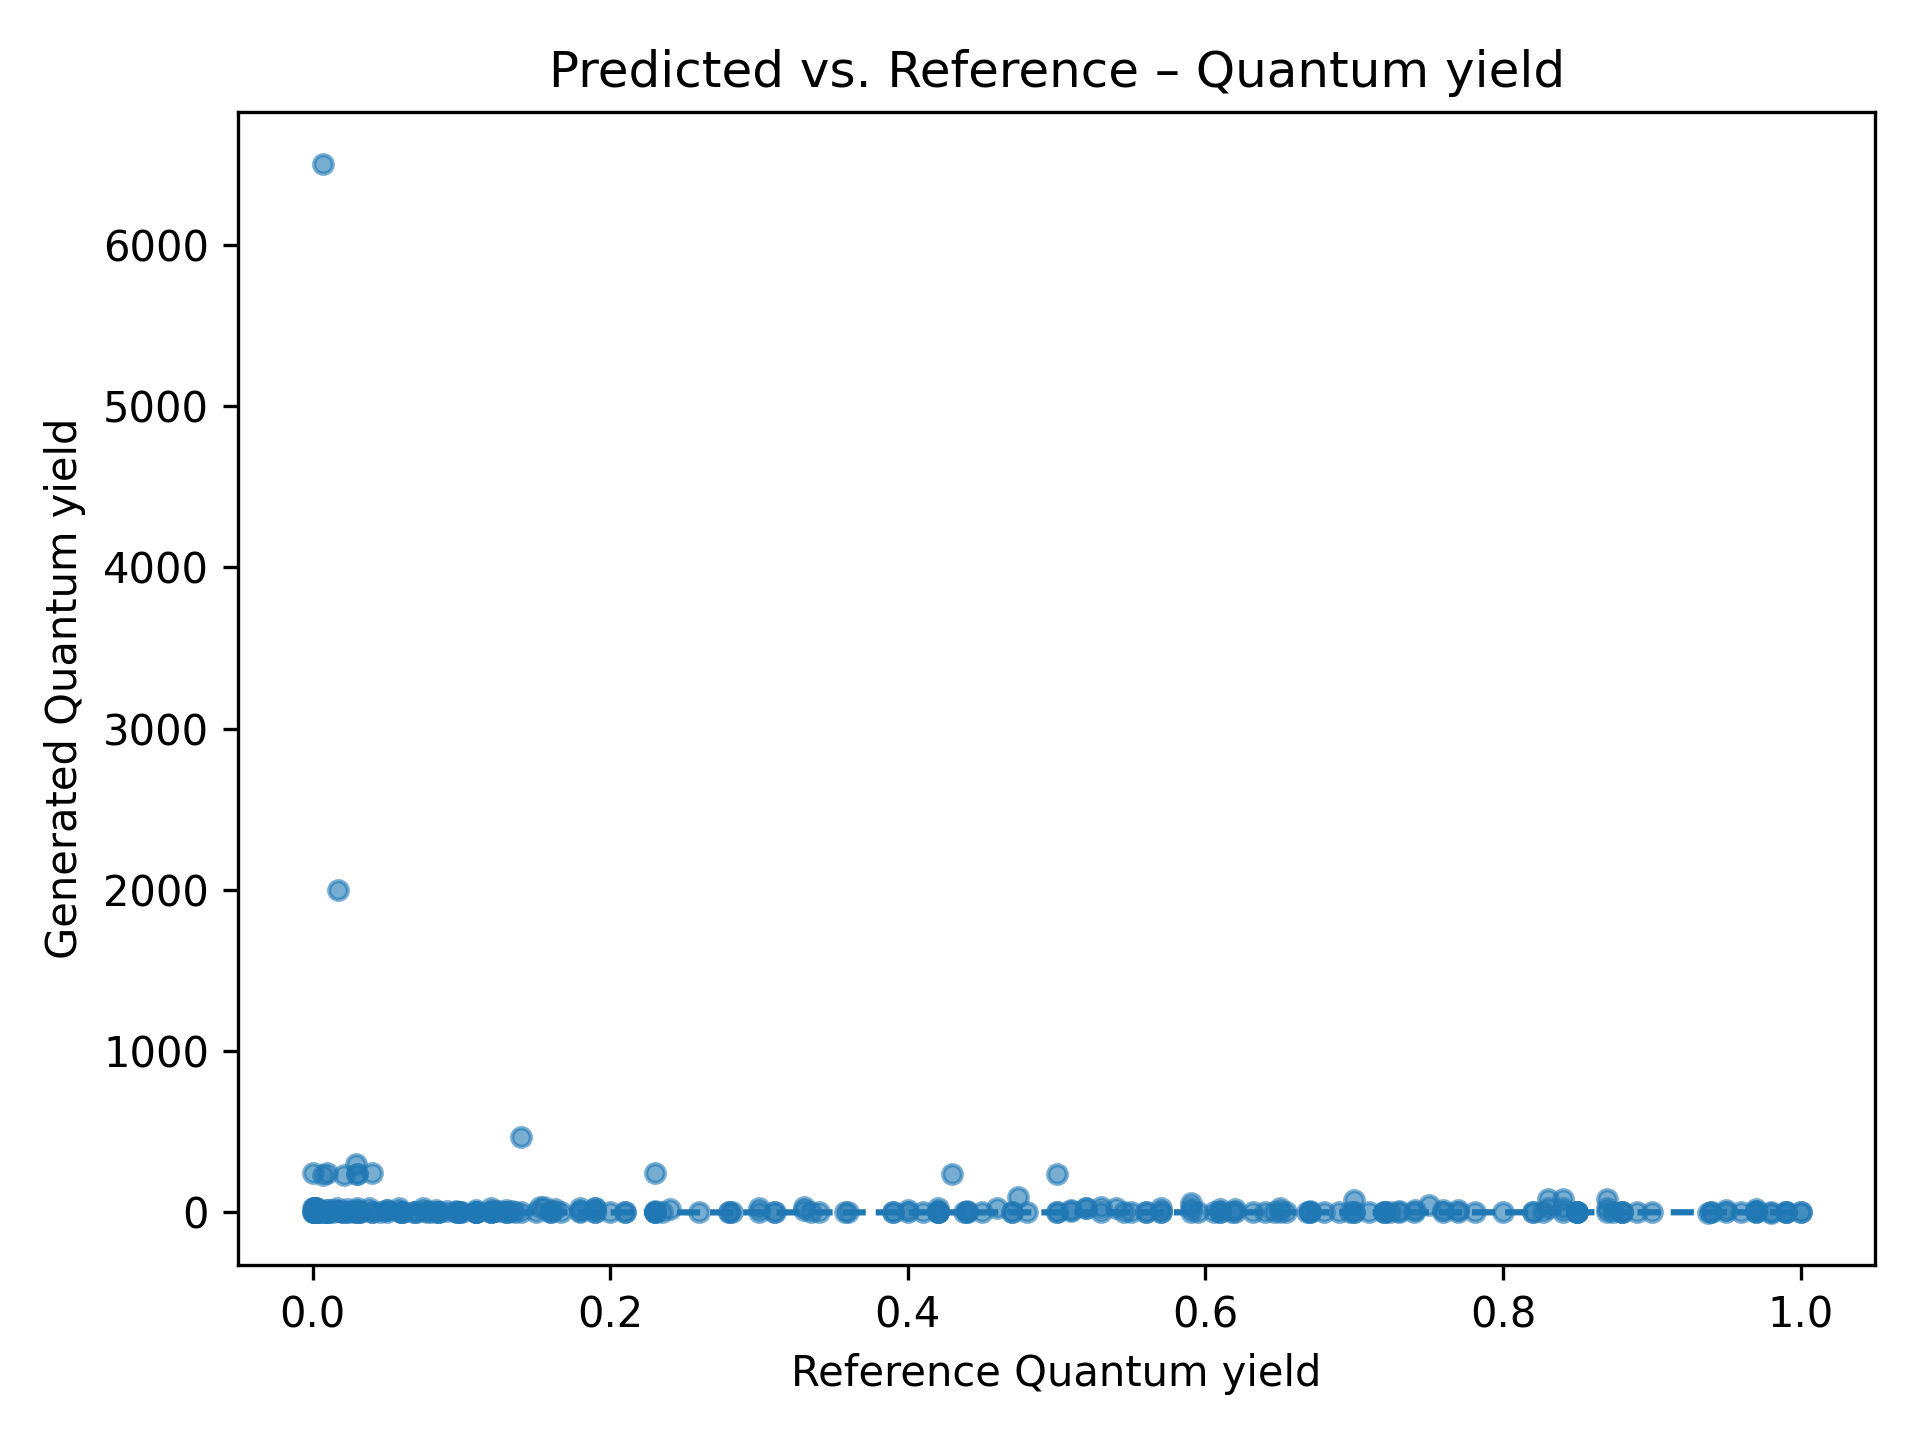 Predicted vs. Reference – Quantum yield
Generated Quantum yield
6000
5000
4000
3000
2000
1000
0
0.0 0.2 0.4 0.6 0.8 1.0
Reference Quantum yield